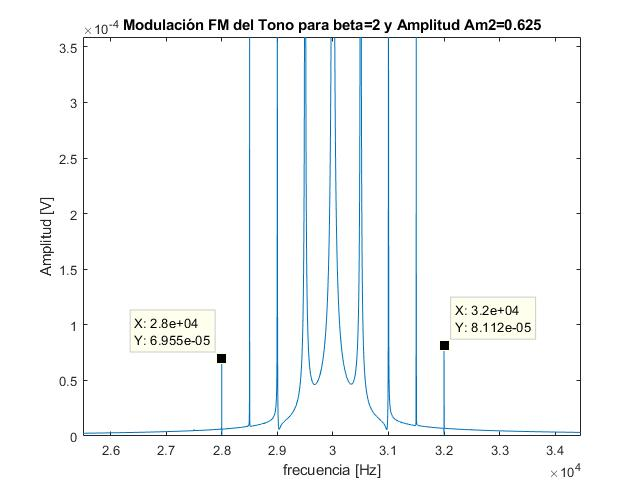 ×10-4
Modulación FM del Tono para beta=2 y Amplitud Am2=0.625
3.5
3
2.5
2
1.5
1
0.5
0
Amplitud [V]
X: 2.8e+04
Y: 6.955e-05
X: 3.2e+04
Y: 8.112e-05
2.6 2.7 2.8 2.9 3 3.1 3.2 3.3 3.4
frecuencia [Hz]
×104